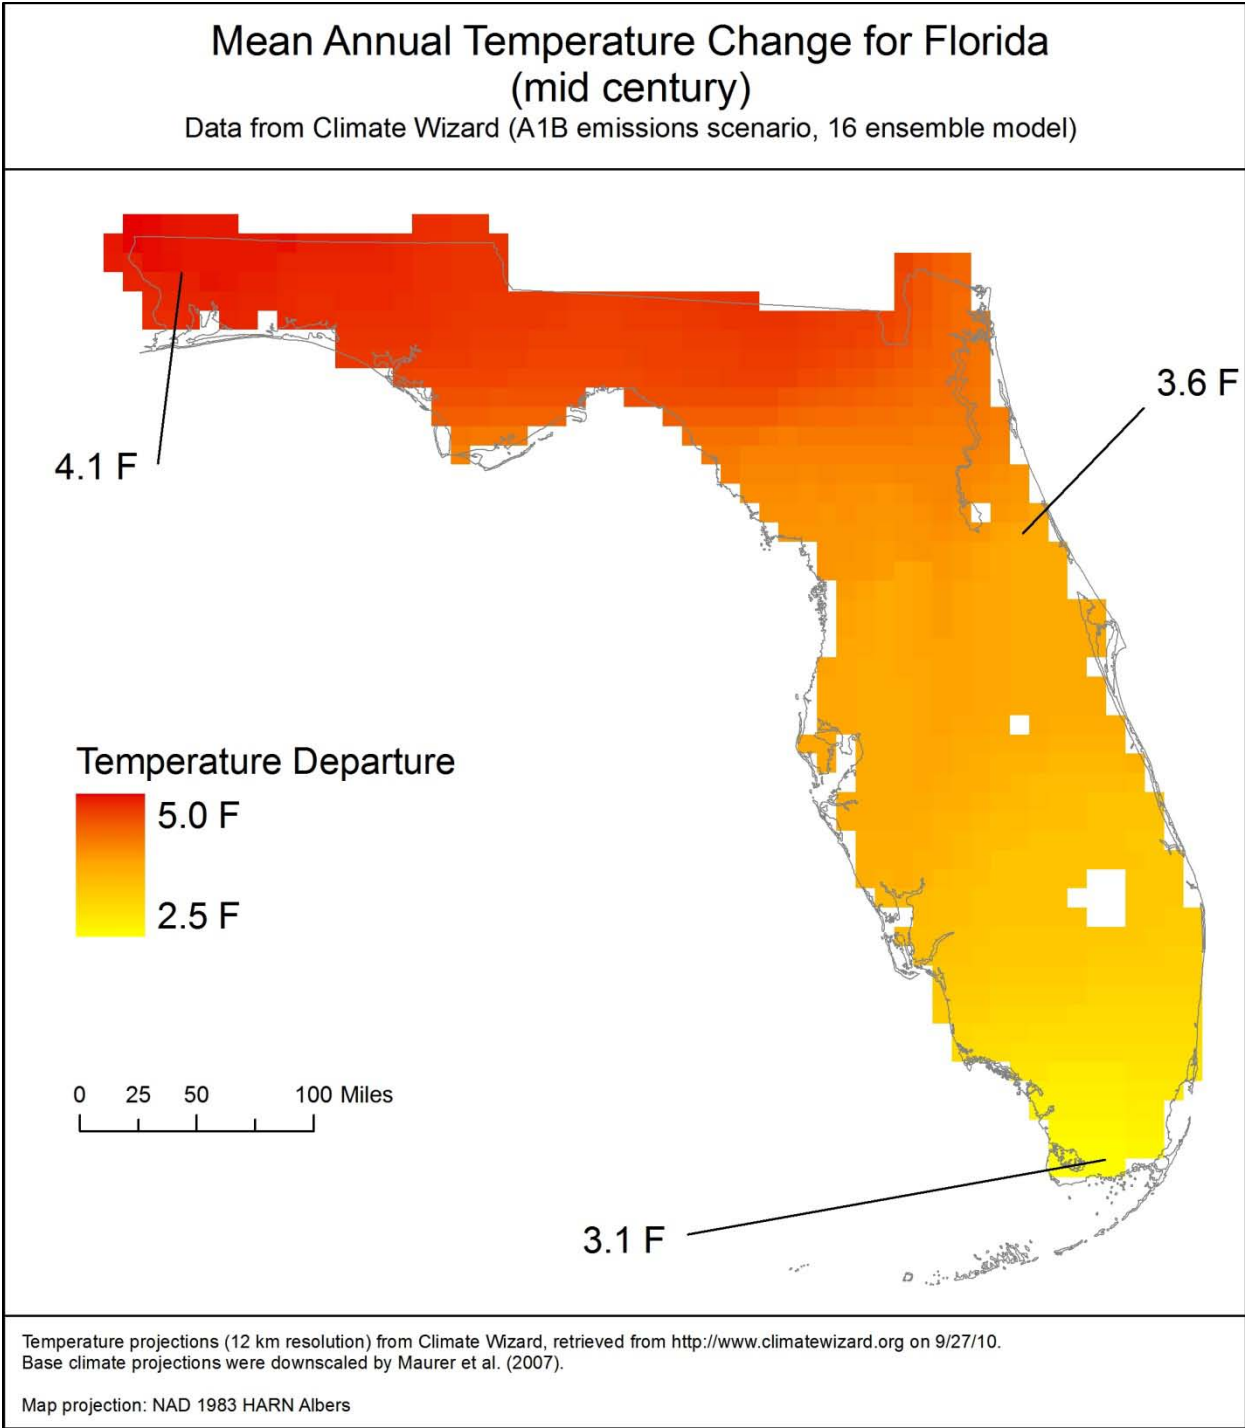 Mean Annual Temperature Change for Florida
(mid century)
Data from Climate Wizard (A1B emissions scenario, 16 ensemble model)
3.6 F
4.1 F
Temperature Departure
5.0 F
2.5 F
0 25 50 100 Miles
3.1 F
Temperature projections (12 km resolution) from Climate Wizard, retrieved from http://www.climatewizard.org on 9/27/10.
Base climate projections were downscaled by Maurer et al. (2007).
Map projection: NAD 1983 HARN Albers